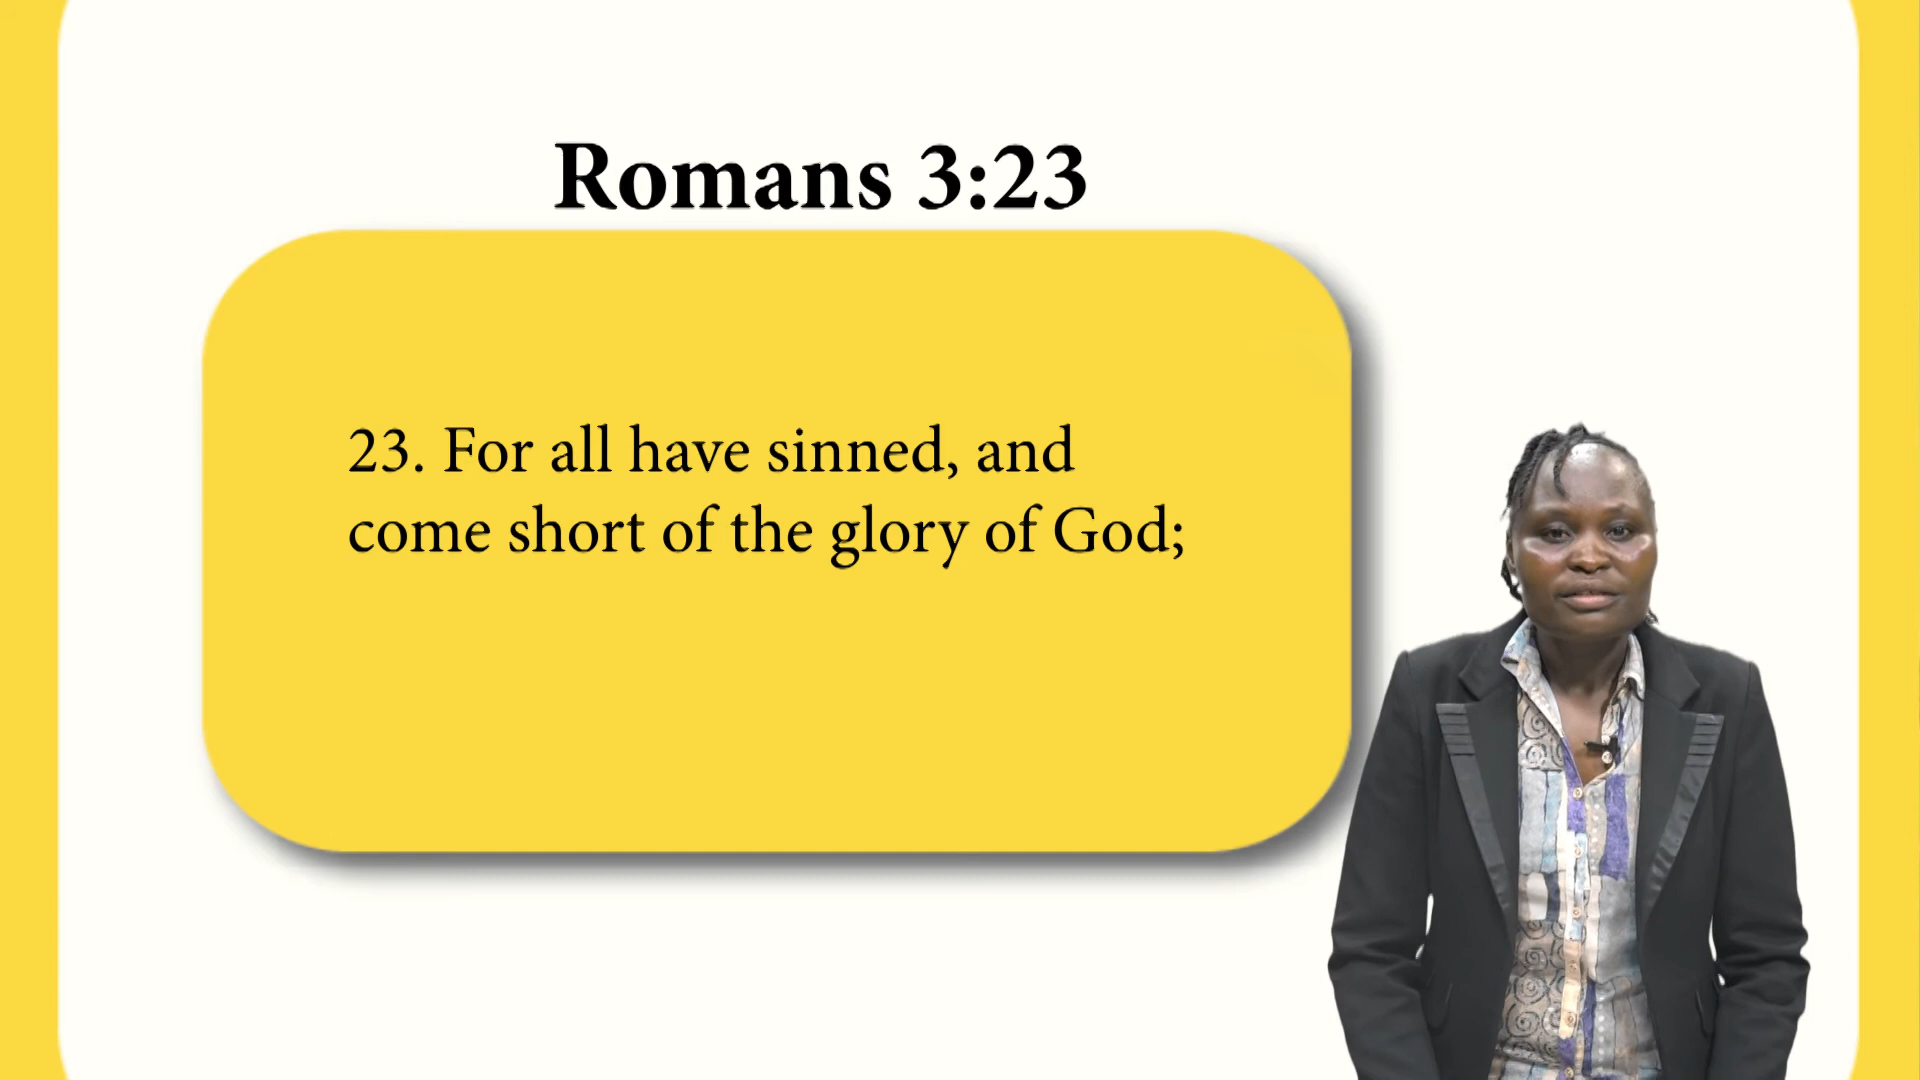 Romans 3:23
23. For all have sinned, and
come short of the glory of God;